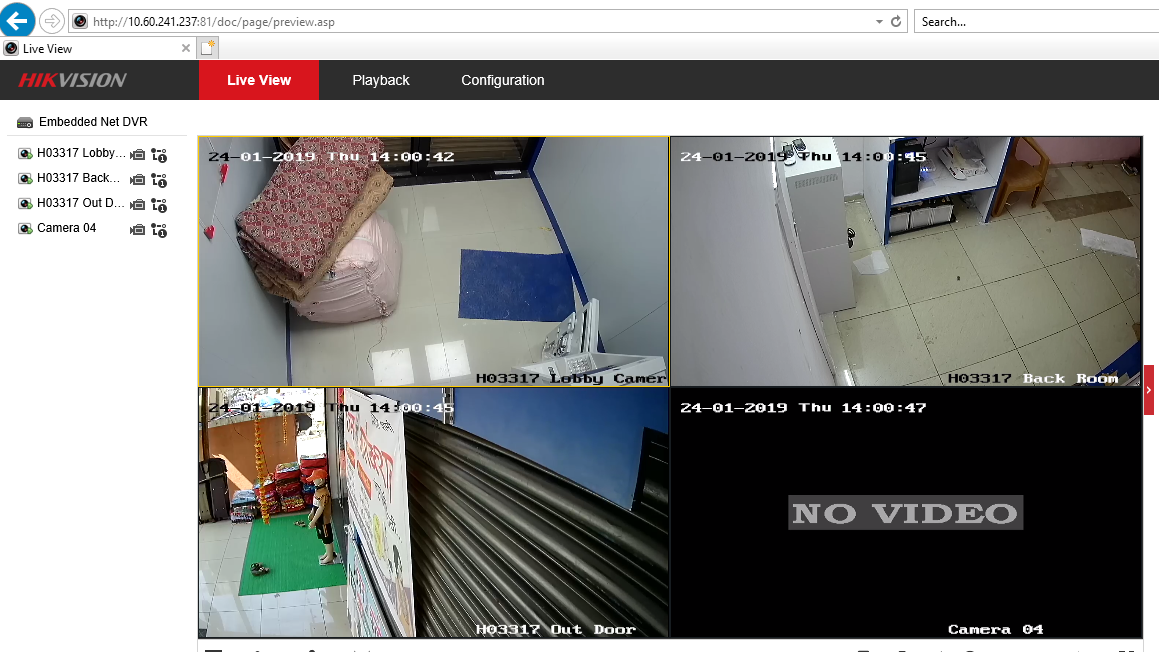 http://10.60.241.237:81/doc/page/preview.asp
Search...
Live View
HIKVISION
Live View
Playback
Configuration
Embedded Net DVR
H03317 Lobby...
H03317 Back...
H03317 Out D...
Camera 04
24-01-2019 Thu 14:00:42
H03317 Lobby Camer
24-01-2019 Thu 14:00:45
H03317 Back Room
24-01-2019 Thu 14:00:45
H03317 Out Door
24-01-2019 Thu 14:00:47
NO VIDEO
Camera 04